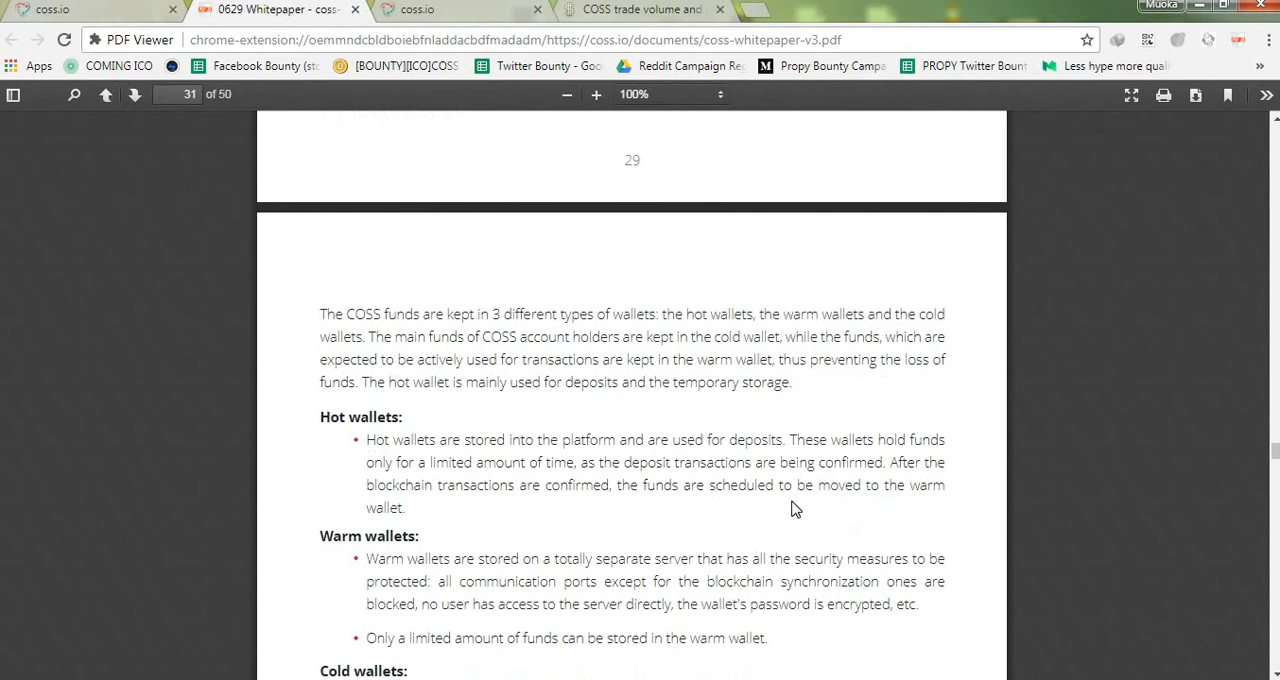 coss.io
0629 Whitepaper - coss-
coss.io
COSS trade volume and
Muoka
PDF Viewer
chrome-extension://oemmndcbldboiebfnladdacbdfmadadm/https://coss.io/documents/coss-whitepaper-v3.pdf
Apps
COMING ICO
Facebook Bounty (sto
[BOUNTY][ICO]COSS
Twitter Bounty - Goo
Reddit Campaign Reg
Propy Bounty Campa
PROPY Twitter Bount
Less hype more quali
»
31 of 50
100%
29
The COSS funds are kept in 3 different types of wallets: the hot wallets, the warm wallets and the cold
wallets. The main funds of COSS account holders are kept in the cold wallet, while the funds, which are
expected to be actively used for transactions are kept in the warm wallet, thus preventing the loss of
funds. The hot wallet is mainly used for deposits and the temporary storage.
Hot wallets:
• Hot wallets are stored into the platform and are used for deposits. These wallets hold funds
only for a limited amount of time, as the deposit transactions are being confirmed. After the
blockchain transactions are confirmed, the funds are scheduled to be moved to the warm
wallet.
Warm wallets:
• Warm wallets are stored on a totally separate server that has all the security measures to be
protected: all communication ports except for the blockchain synchronization ones are
blocked, no user has access to the server directly, the wallet's password is encrypted, etc.
• Only a limited amount of funds can be stored in the warm wallet.
Cold wallets: